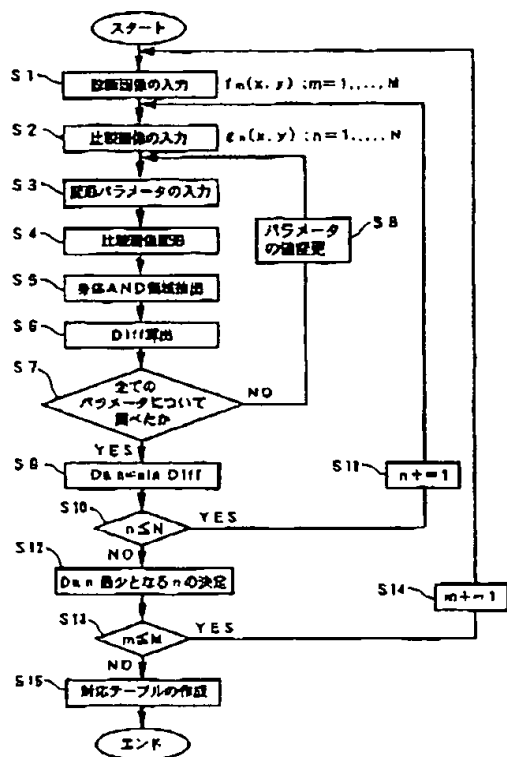 スタート
S1
診断画像の入力 fm(x,y);m=1,...,M
S2
比較画像の入力 gn(x,y);n=1,...,N
S3
変形パラメータの入力
S4
比較画像変形
S5
身体AND領域抽出
S6
Diff算出
S7
全ての
パラメータについて
調べたか
NO
S8
パラメータ
の値変更
YES
S9
Dmn=min Diff
S10
n≦N
YES
S11
n+=1
NO
S12
Dmn最少となるnの決定
S13
m≦M
YES
S14
m+=1
NO
S15
対応テーブルの作成
エンド